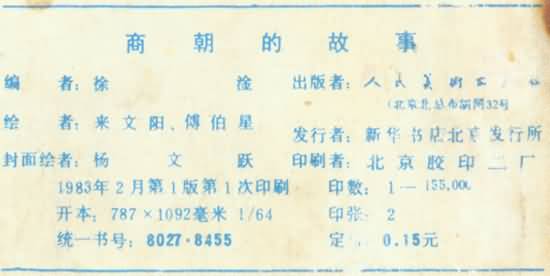 商朝的故事
编者：徐淦
绘者：来文阳、傅伯星
封面绘者：杨文跃
1983年2月第1版第1次印刷
开本：787×1092毫米 1/64
统一书号：8027·8455
出版者：人民美术出版社
(北京北总布胡同32号
发行者：新华书店北京发行所
印刷者：北京胶印二厂
印数：1—155,000
印张：2
定 0.15元